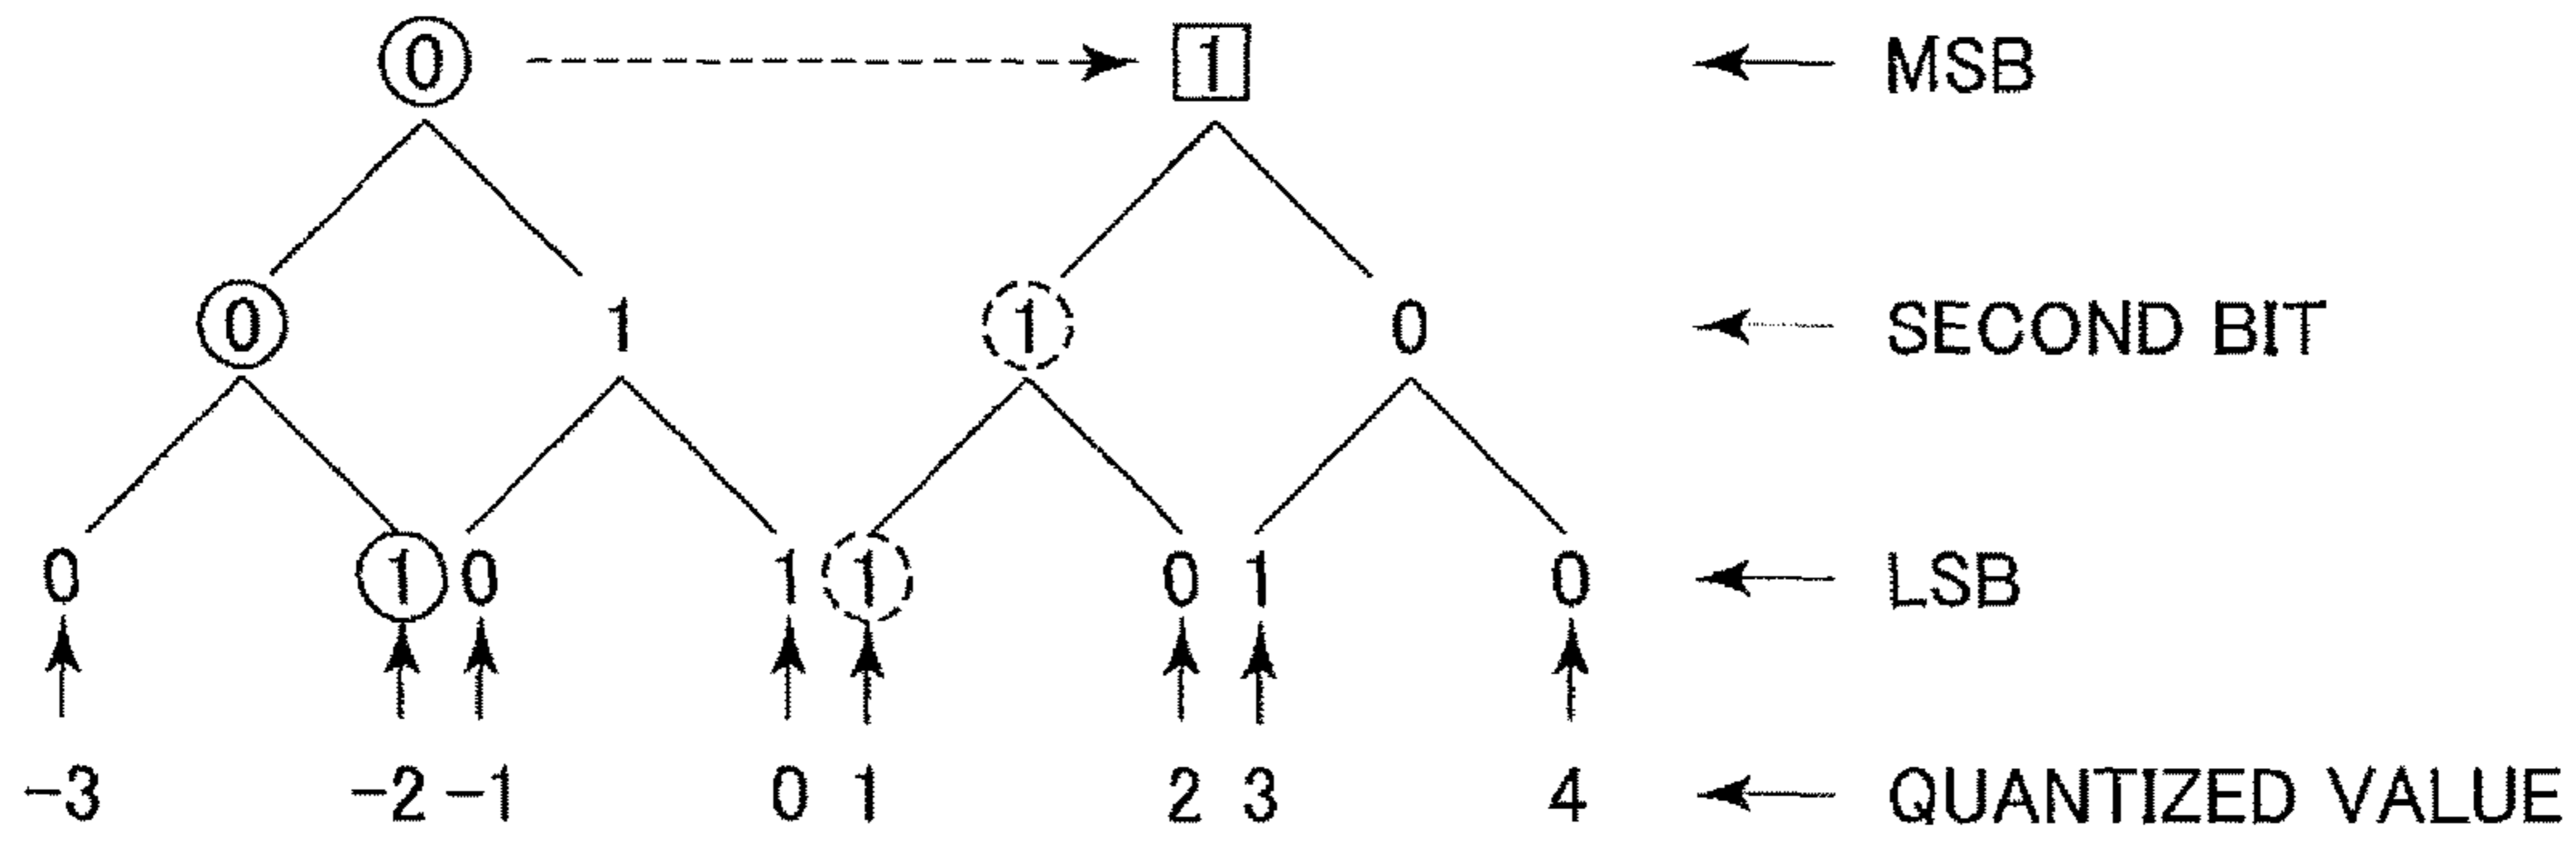 0 1 ← MSB
0 1 1 0 ← SECOND BIT
0 1 0 1 1 0 1 0 ← LSB
-3 -2 -1 0 1 2 3 4 ← QUANTIZED VALUE